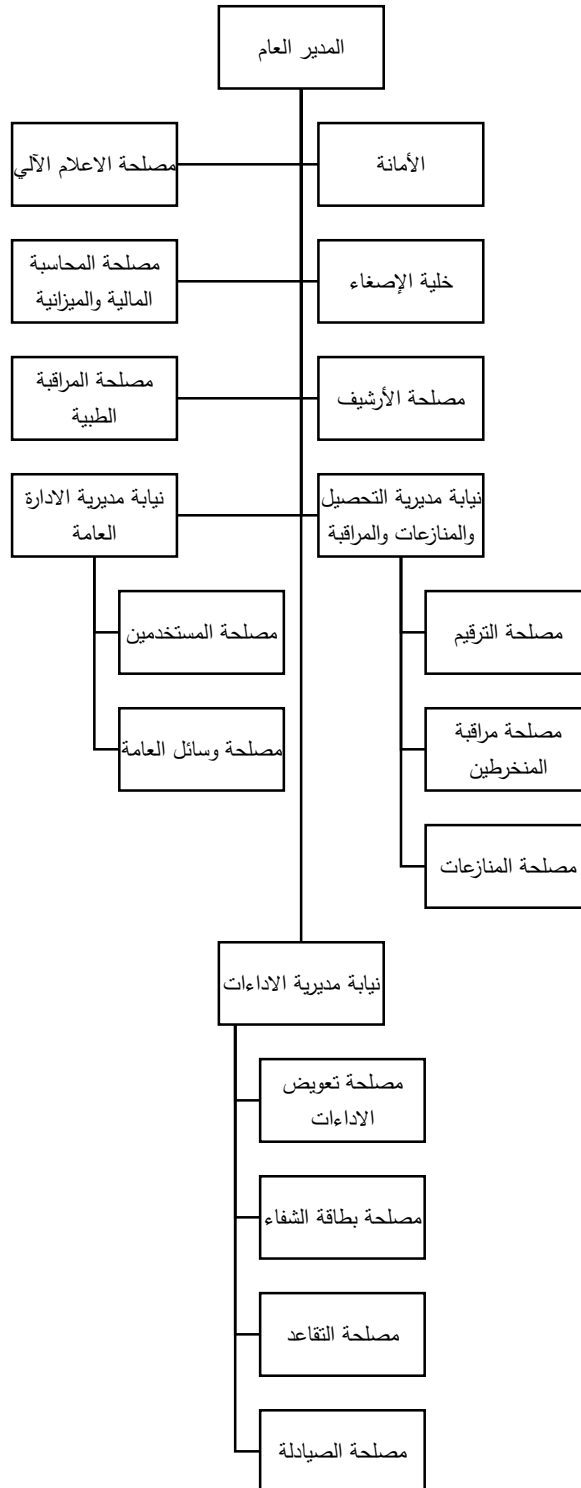 المدير العام
الأمانة
مصلحة الاعلام الآلي
خلية الإصغاء
مصلحة المحاسبة
المالية والميزانية
مصلحة الأرشيف
مصلحة المراقبة
الطبية
نيابة مديرية التحصيل
والمنازعات والمراقبة
نيابة مديرية الادارة
العامة
مصلحة الترقيم
مصلحة مراقبة
المنخرطين
مصلحة المنازعات
مصلحة المستخدمين
مصلحة وسائل العامة
نيابة مديرية الاداءات
مصلحة تعويض
الاداءات
مصلحة بطاقة الشفاء
مصلحة التقاعد
مصلحة الصيادلة